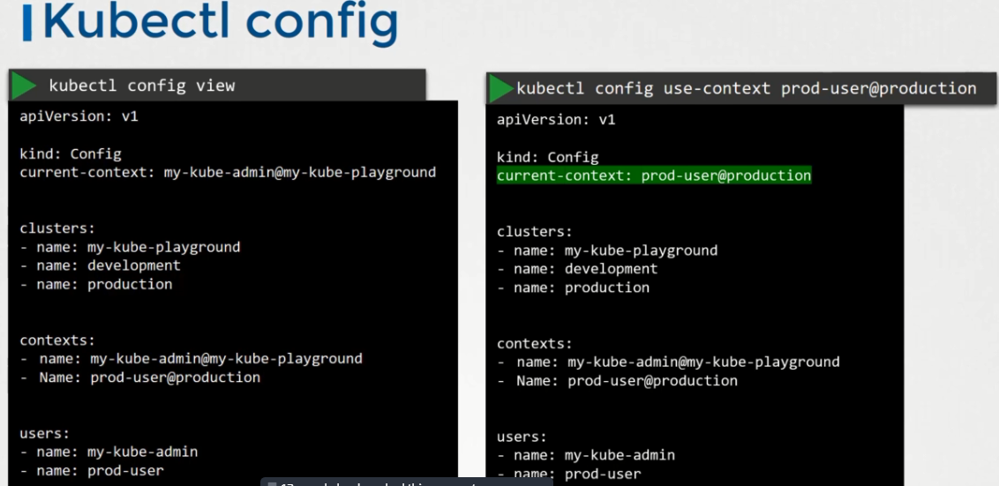 Kubectl config
kubectl config view
apiVersion: v1
kind: Config
current-context: my-kube-admin@my-kube-playground
clusters:
- name: my-kube-playground
- name: development
- name: production
contexts:
- name: my-kube-admin@my-kube-playground
- Name: prod-user@production
users:
- name: my-kube-admin
- name: prod-user
kubectl config use-context prod-user@production
apiVersion: v1
kind: Config
current-context: prod-user@production
clusters:
- name: my-kube-playground
- name: development
- name: production
contexts:
- name: my-kube-admin@my-kube-playground
- Name: prod-user@production
users:
- name: my-kube-admin
- name: prod-user